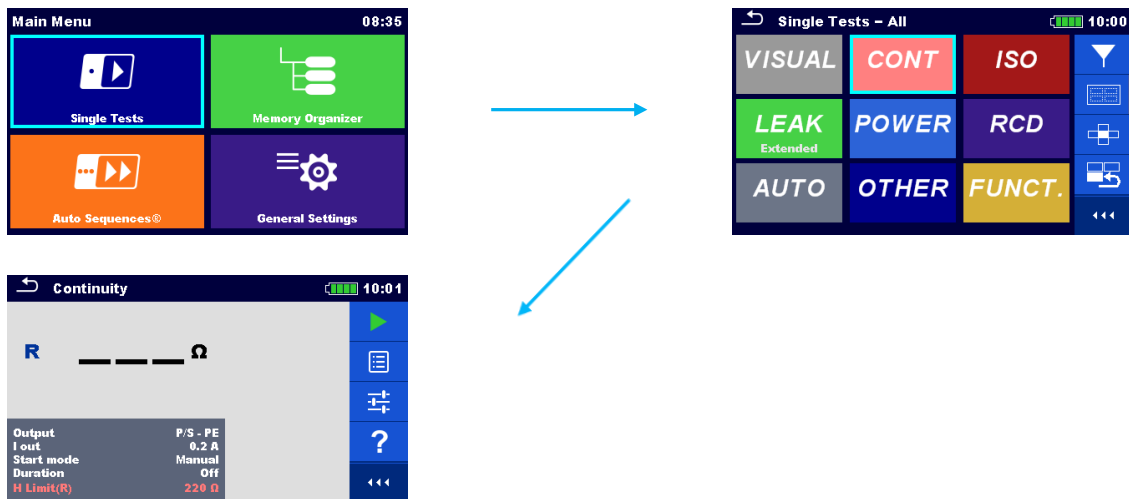 Main Menu 08:35
Single Tests Memory Organizer
Auto Sequences® General Settings
Single Tests – All 10:00
VISUAL CONT ISO
LEAK POWER RCD
Extended
AUTO OTHER FUNCT.
Continuity 10:01
R _ _ _ Ω
?
Output P/S - PE
I out 0.2 A
Start mode Manual
Duration Off
H Limit(R) 220 Ω